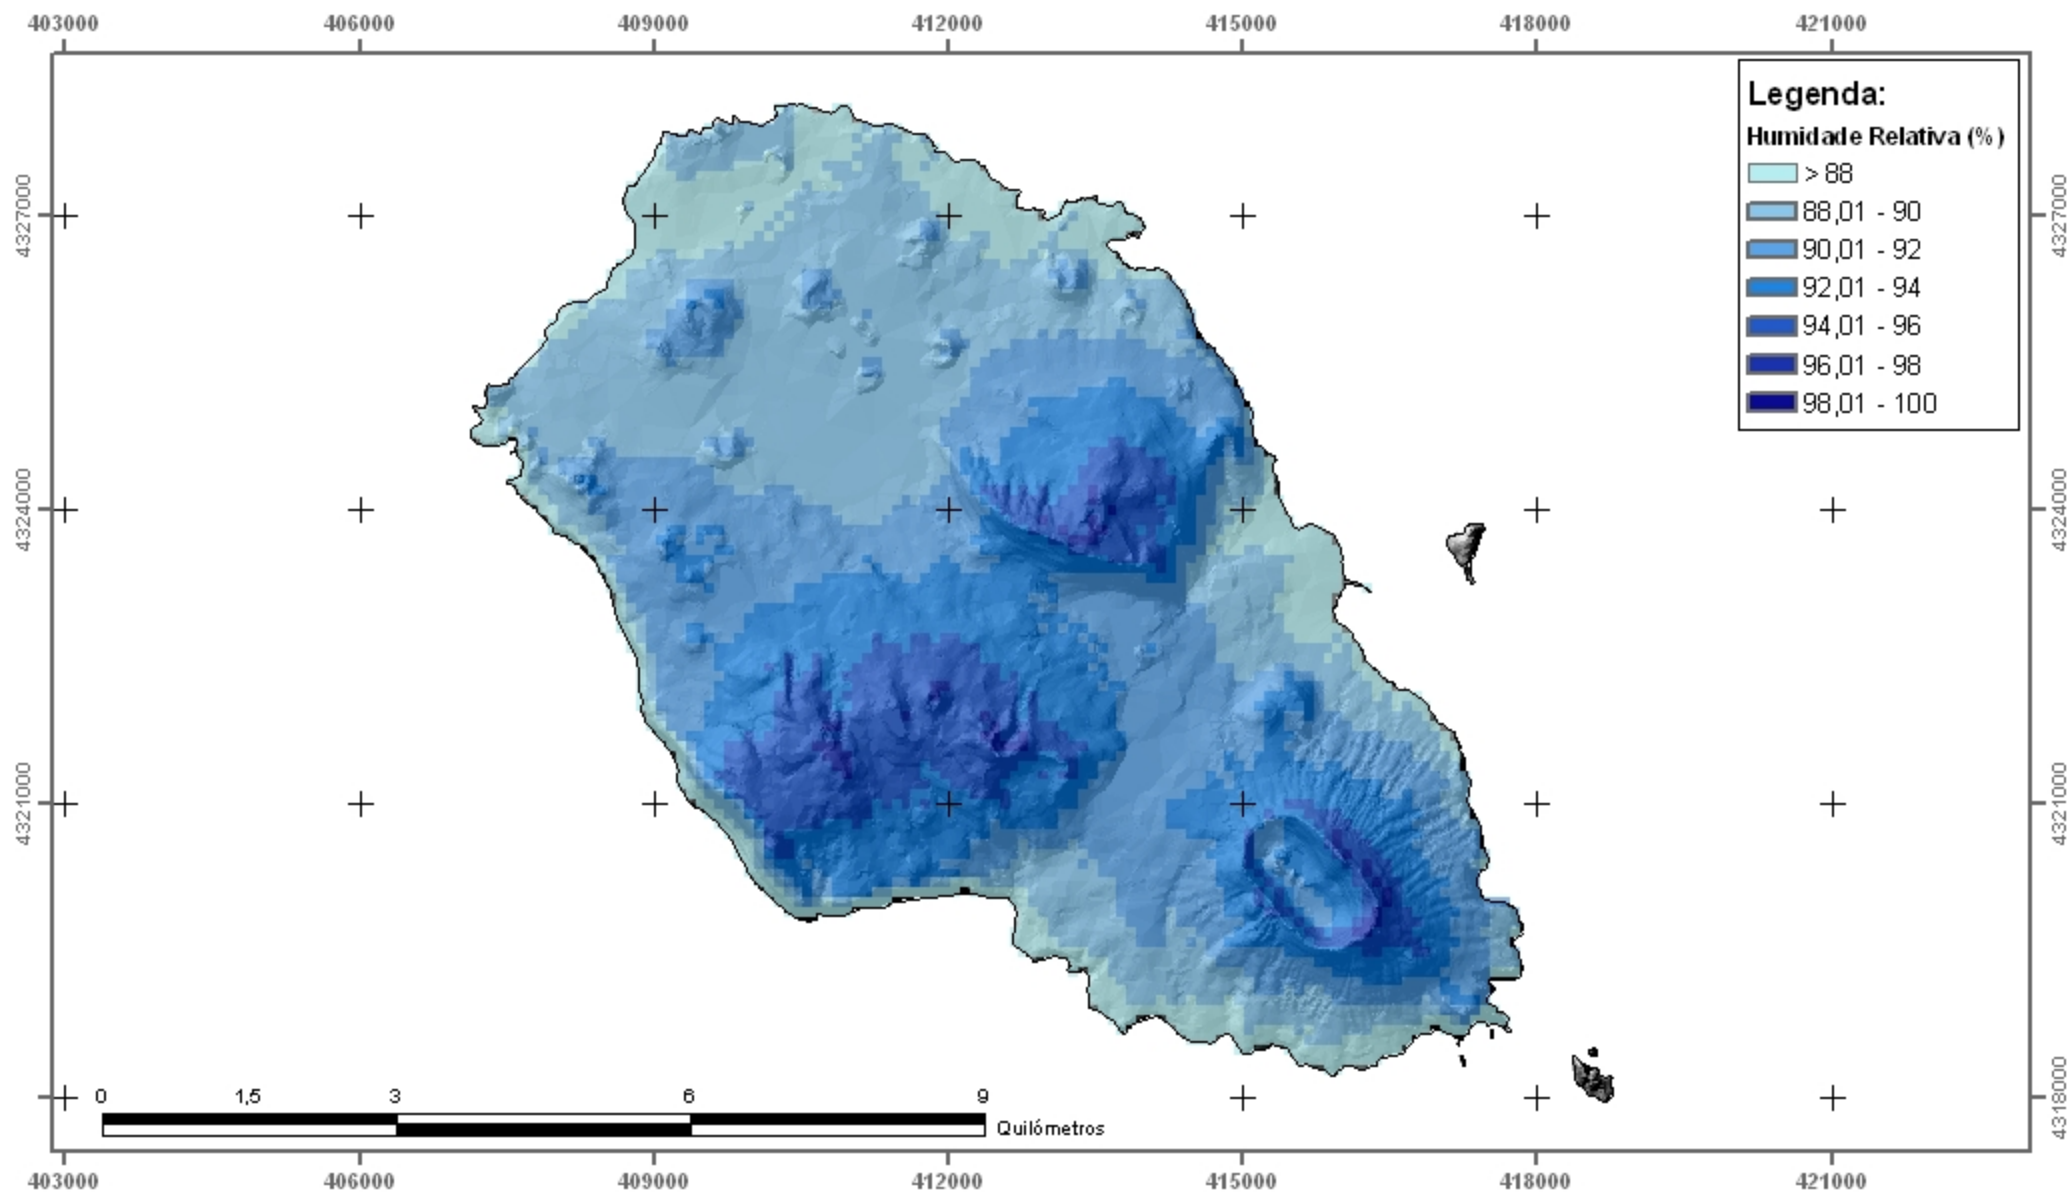 403000 406000 409000 412000 415000 418000 421000
Legenda:
Humidade Relativa (%)
> 88
88,01 - 90
90,01 - 92
92,01 - 94
94,01 - 96
96,01 - 98
98,01 - 100
4327000 4327000
4324000 4324000
4321000 4321000
4318000
0 1,5 3 6 9
Quilómetros
403000 406000 409000 412000 415000 418000 421000